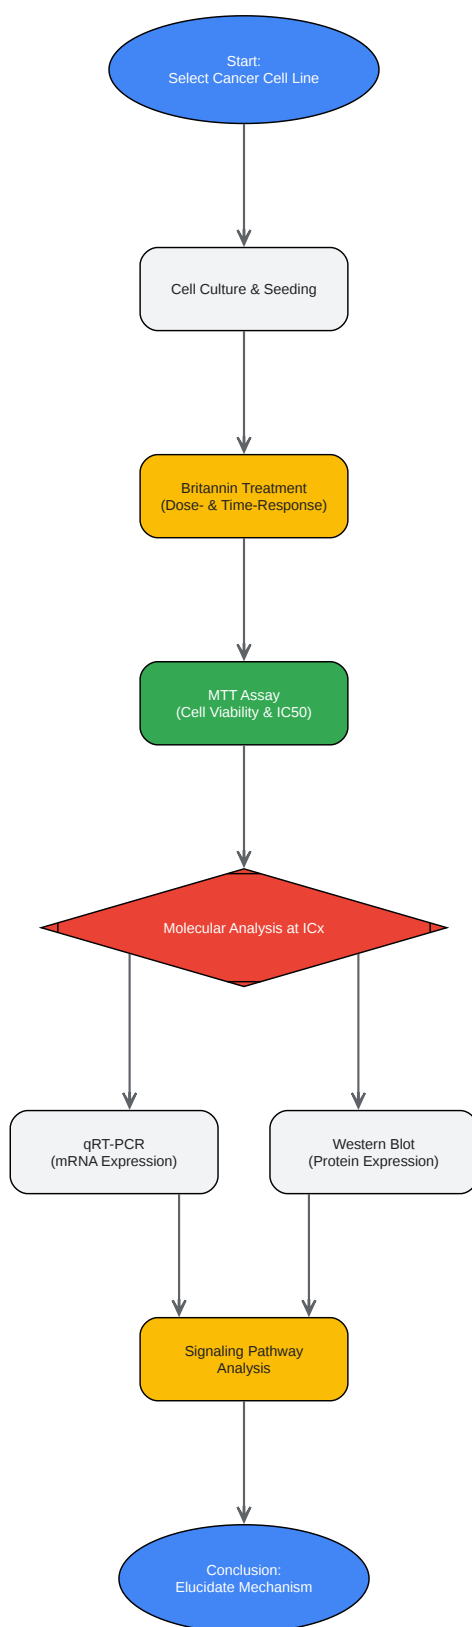 Start:
Select Cancer Cell Line
Cell Culture & Seeding
Britannin Treatment
(Dose- & Time-Response)
MTT Assay
(Cell Viability & IC50)
Molecular Analysis at ICx
qRT-PCR
(mRNA Expression)
Western Blot
(Protein Expression)
Signaling Pathway
Analysis
Conclusion:
Elucidate Mechanism